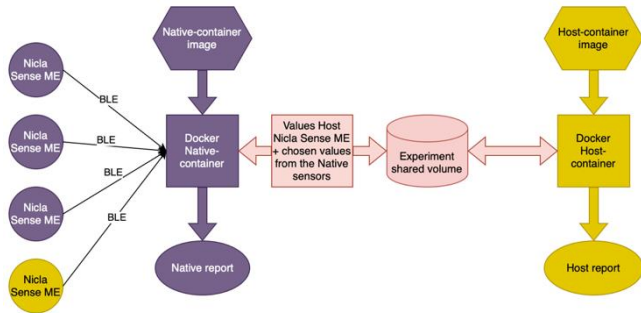 Native-container
image
Host-container
image
Nicla
Sense ME
BLE
Nicla
Sense ME
BLE
Nicla
Sense ME
BLE
Nicla
Sense ME
BLE
Docker
Native-
container
Values Host
Nicla Sense ME
+ chosen values
from the Native
sensors
Experiment
shared volume
Docker
Host-
container
Native report
Host report